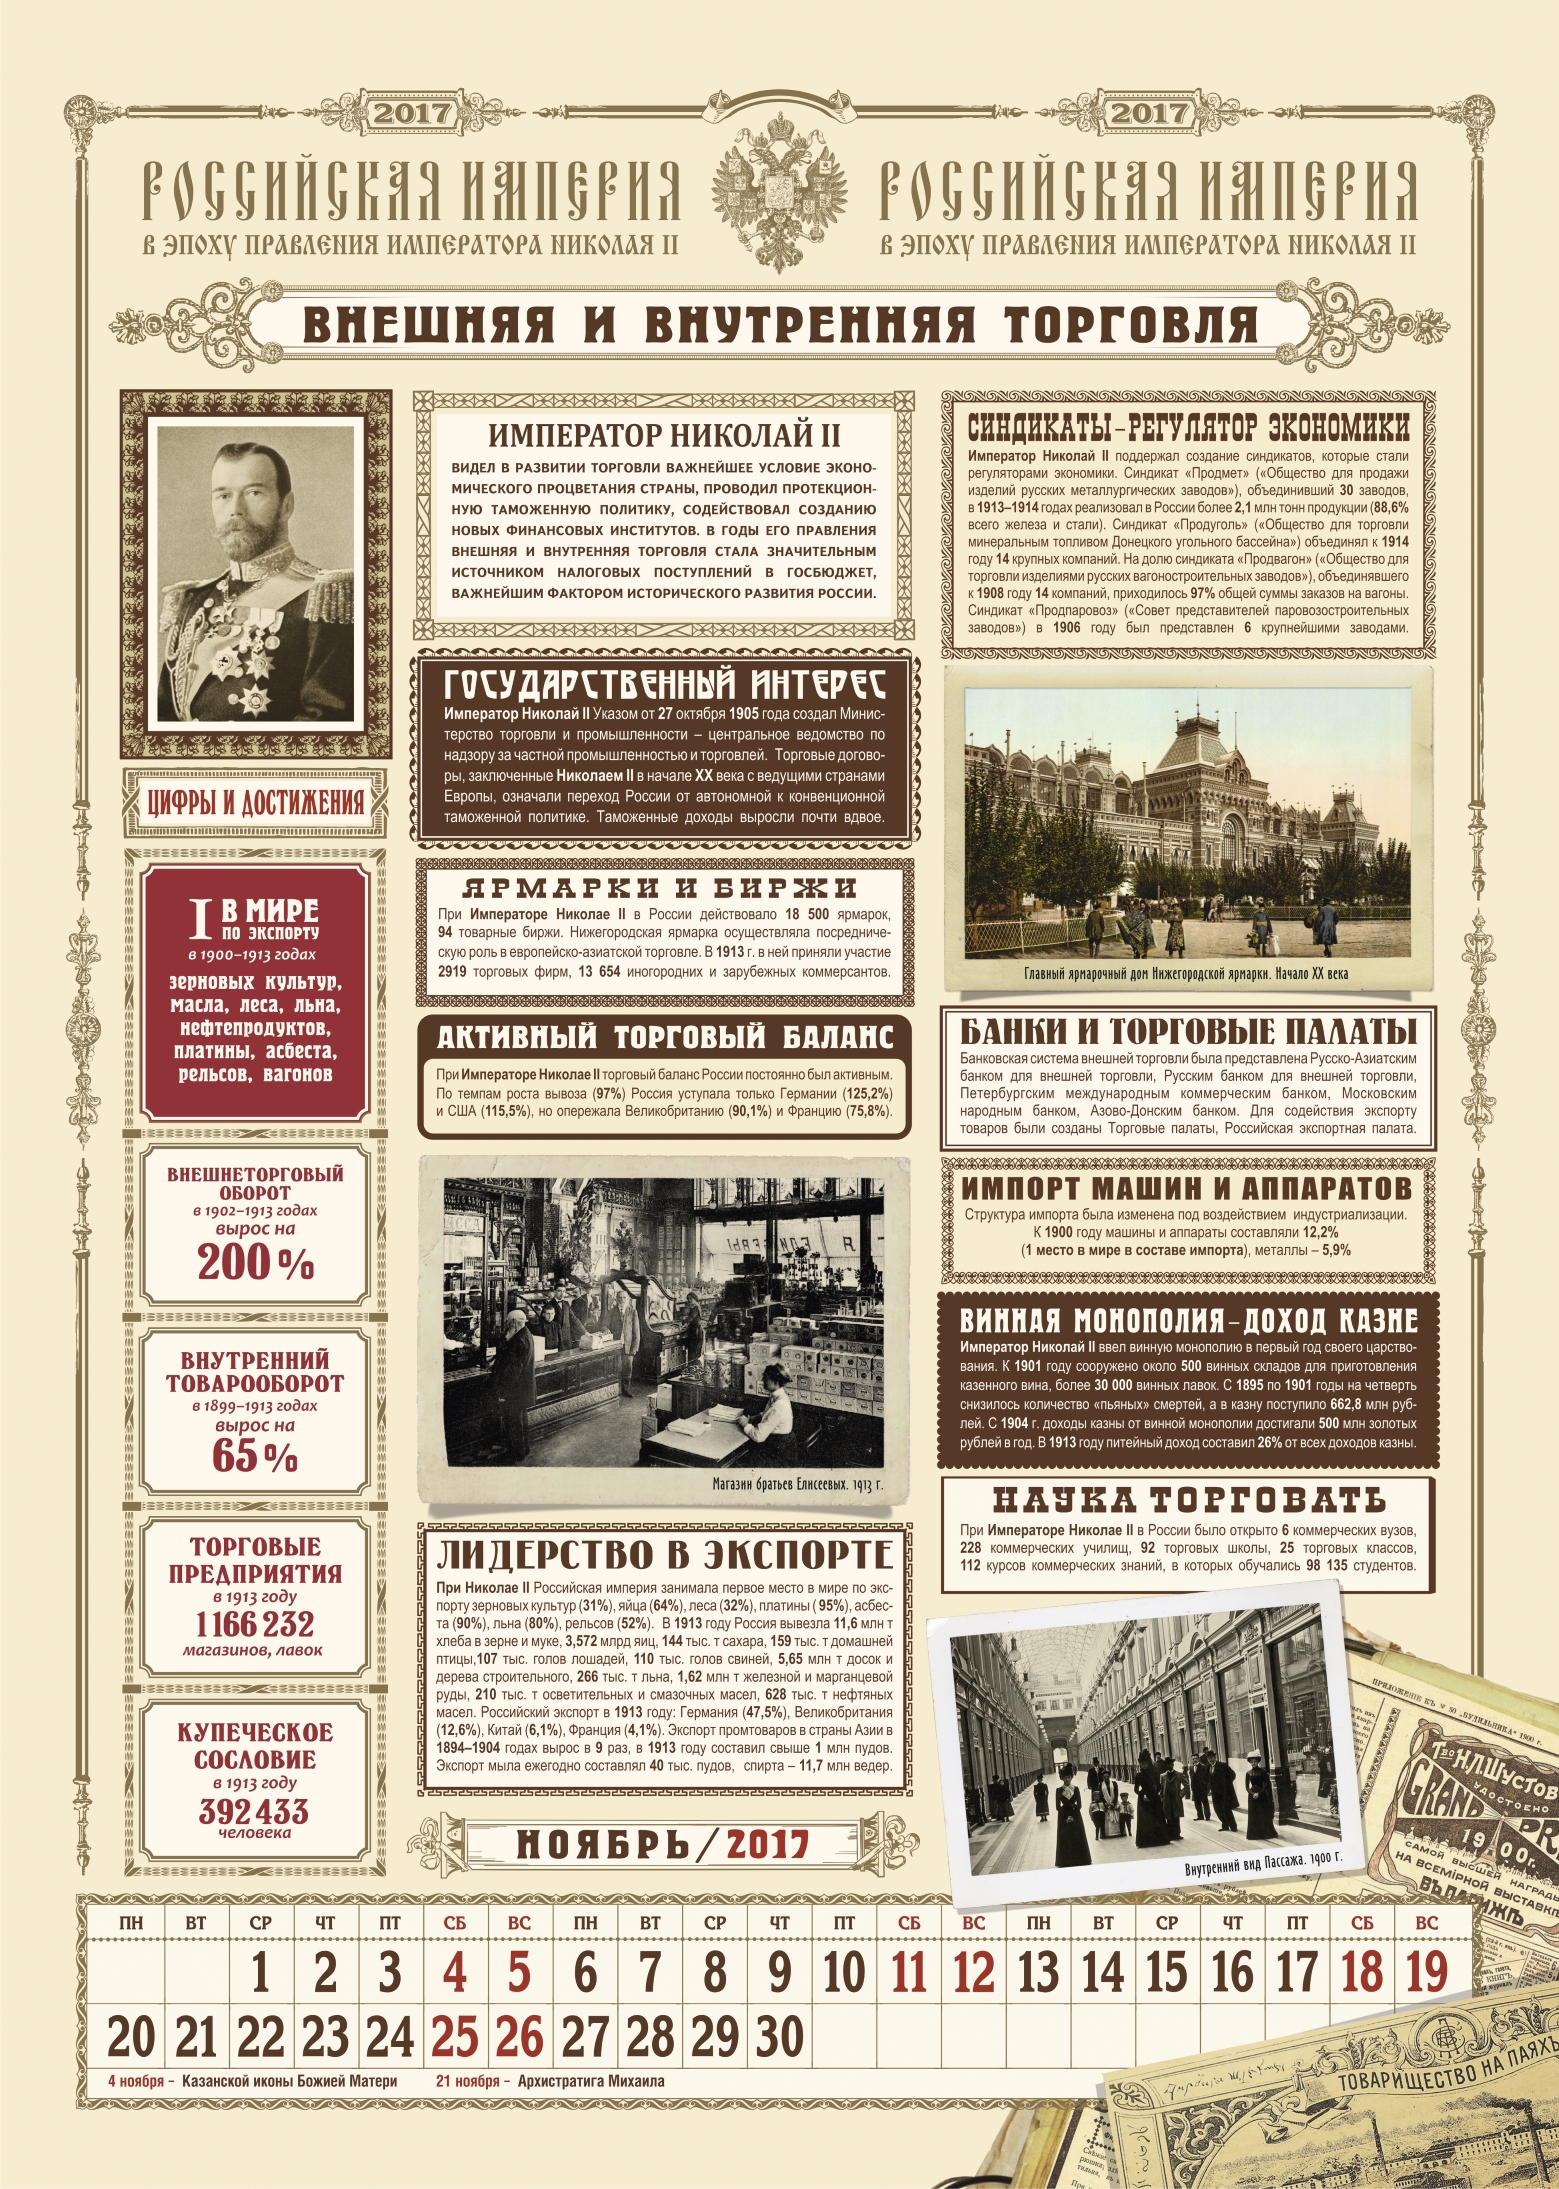 2017
2017
РОССИЙСКАЯ ИМПЕРИЯ
В ЭПОХУ ПРАВЛЕНИЯ ИМПЕРАТОРА НИКОЛАЯ II
РОССИЙСКАЯ ИМПЕРИЯ
В ЭПОХУ ПРАВЛЕНИЯ ИМПЕРАТОРА НИКОЛАЯ II
ВНЕШНЯЯ И ВНУТРЕННЯЯ ТОРГОВЛЯ
ЦИФРЫ И ДОСТИЖЕНИЯ
I В МИРЕ
ПО ЭКСПОРТУ
в 1900–1913 годах
зерновых культур,
масла, леса, льна,
нефтепродуктов,
платины, асбеста,
рельсов, вагонов
ВНЕШНЕТОРГОВЫЙ
ОБОРОТ
в 1902–1913 годах
вырос на
200 %
ВНУТРЕННИЙ
ТОВАРООБОРОТ
в 1899–1913 годах
вырос на
65 %
ТОРГОВЫЕ
ПРЕДПРИЯТИЯ
в 1913 году
1 166 232
магазинов, лавок
КУПЕЧЕСКОЕ
СОСЛОВИЕ
в 1913 году
392 433
человека
ИМПЕРАТОР НИКОЛАЙ II
ВИДЕЛ В РАЗВИТИИ ТОРГОВЛИ ВАЖНЕЙШЕЕ УСЛОВИЕ ЭКОНО-
МИЧЕСКОГО ПРОЦВЕТАНИЯ СТРАНЫ, ПРОВОДИЛ ПРОТЕКЦИОН-
НУЮ ТАМОЖЕННУЮ ПОЛИТИКУ, СОДЕЙСТВОВАЛ СОЗДАНИЮ
НОВЫХ ФИНАНСОВЫХ ИНСТИТУТОВ. В ГОДЫ ЕГО ПРАВЛЕНИЯ
ВНЕШНЯЯ И ВНУТРЕННЯЯ ТОРГОВЛЯ СТАЛА ЗНАЧИТЕЛЬНЫМ
ИСТОЧНИКОМ НАЛОГОВЫХ ПОСТУПЛЕНИЙ В ГОСБЮДЖЕТ,
ВАЖНЕЙШИМ ФАКТОРОМ ИСТОРИЧЕСКОГО РАЗВИТИЯ РОССИИ.
ГОСУДАРСТВЕННЫЙ ИНТЕРЕС
Император Николай II Указом от 27 октября 1905 года создал Минис-
терство торговли и промышленности – центральное ведомство по
надзору за частной промышленностью и торговлей. Торговые догово-
ры, заключенные Николаем II в начале XX века с ведущими странами
Европы, означали переход России от автономной к конвенционной
таможенной политике. Таможенные доходы выросли почти вдвое.
ЯРМАРКИ И БИРЖИ
При Императоре Николае II в России действовало 18 500 ярмарок,
94 товарные биржи. Нижегородская ярмарка осуществляла посредниче-
скую роль в европейско-азиатской торговле. В 1913 г. в ней приняли участие
2919 торговых фирм, 13 654 иногородних и зарубежных коммерсантов.
АКТИВНЫЙ ТОРГОВЫЙ БАЛАНС
При Императоре Николае II торговый баланс России постоянно был активным.
По темпам роста вывоза (97%) Россия уступала только Германии (125,2%)
и США (115,5%), но опережала Великобританию (90,1%) и Францию (75,8%).
Магазин братьев Елисеевых. 1913 г.
ЛИДЕРСТВО В ЭКСПОРТЕ
При Николае II Российская империя занимала первое место в мире по экс-
порту зерновых культур (31%), яйца (64%), леса (32%), платины ( 95%), асбес-
та (90%), льна (80%), рельсов (52%). В 1913 году Россия вывезла 11,6 млн т
хлеба в зерне и муке, 3,572 млрд яиц, 144 тыс. т сахара, 159 тыс. т домашней
птицы,107 тыс. голов лошадей, 110 тыс. голов свиней, 5,65 млн т досок и
дерева строительного, 266 тыс. т льна, 1,62 млн т железной и марганцевой
руды, 210 тыс. т осветительных и смазочных масел, 628 тыс. т нефтяных
масел. Российский экспорт в 1913 году: Германия (47,5%), Великобритания
(12,6%), Китай (6,1%), Франция (4,1%). Экспорт промтоваров в страны Азии в
1894–1904 годах вырос в 9 раз, в 1913 году составил свыше 1 млн пудов.
Экспорт мыла ежегодно составлял 40 тыс. пудов, спирта – 11,7 млн ведер.
СИНДИКАТЫ–РЕГУЛЯТОР ЭКОНОМИКИ
Император Николай II поддержал создание синдикатов, которые стали
регуляторами экономики. Синдикат «Продмет» («Общество для продажи
изделий русских металлургических заводов»), объединивший 30 заводов,
в 1913–1914 годах реализовал в России более 2,1 млн тонн продукции (88,6%
всего железа и стали). Синдикат «Продуголь» («Общество для торговли
минеральным топливом Донецкого угольного бассейна») объединял к 1914
году 14 крупных компаний. На долю синдиката «Продвагон» («Общество для
торговли изделиями русских вагоностроительных заводов»), объединявшего
к 1908 году 14 компаний, приходилось 97% общей суммы заказов на вагоны.
Синдикат «Продпаровоз» («Совет представителей паровозостроительных
заводов») в 1906 году был представлен 6 крупнейшими заводами.
Главный ярмарочный дом Нижегородской ярмарки. Начало XX века
БАНКИ И ТОРГОВЫЕ ПАЛАТЫ
Банковская система внешней торговли была представлена Русско-Азиатским
банком для внешней торговли, Русским банком для внешней торговли,
Петербургским международным коммерческим банком, Московским
народным банком, Азово-Донским банком. Для содействия экспорту
товаров были созданы Торговые палаты, Российская экспортная палата.
ИМПОРТ МАШИН И АППАРАТОВ
Структура импорта была изменена под воздействием индустриализации.
К 1900 году машины и аппараты составляли 12,2%
(1 место в мире в составе импорта), металлы – 5,9%
ВИННАЯ МОНОПОЛИЯ–ДОХОД КАЗНЕ
Император Николай II ввел винную монополию в первый год своего царство-
вания. К 1901 году сооружено около 500 винных складов для приготовления
казенного вина, более 30 000 винных лавок. С 1895 по 1901 годы на четверть
снизилось количество «пьяных» смертей, а в казну поступило 662,8 млн руб-
лей. С 1904 г. доходы казны от винной монополии достигали 500 млн золотых
рублей в год. В 1913 году питейный доход составил 26% от всех доходов казны.
НАУКА ТОРГОВАТЬ
При Императоре Николае II в России было открыто 6 коммерческих вузов,
228 коммерческих училищ, 92 торговых школы, 25 торговых классов,
112 курсов коммерческих знаний, в которых обучались 98 135 студентов.
Внутренний вид Пассажа. 1900 г.
ПРИЛОЖЕНІЕ КЪ № 50 „БУДИЛЬНИКА“ 1900 г.
Тво Н.Л.ШУСТОВ
УДОСТОЕНО
GRAND PR
1900г.
САМОЙ ВЫСШЕЙ НАГРАДЫ
НА ВСЕМІРНОЙ ВЫСТАВКѢ
ВЪ ПАРИЖѢ
НОЯБРЬ/2017
ПН ВТ СР ЧТ ПТ СБ ВС ПН ВТ СР ЧТ ПТ СБ ВС ПН ВТ СР ЧТ ПТ СБ ВС
1 2 3 4 5 6 7 8 9 10 11 12 13 14 15 16 17 18 19
20 21 22 23 24 25 26 27 28 29 30
4 ноября – Казанской иконы Божией Матери 21 ноября – Архистратига Михаила
ТОВАРИЩЕСТВО НА ПАЯХЪ